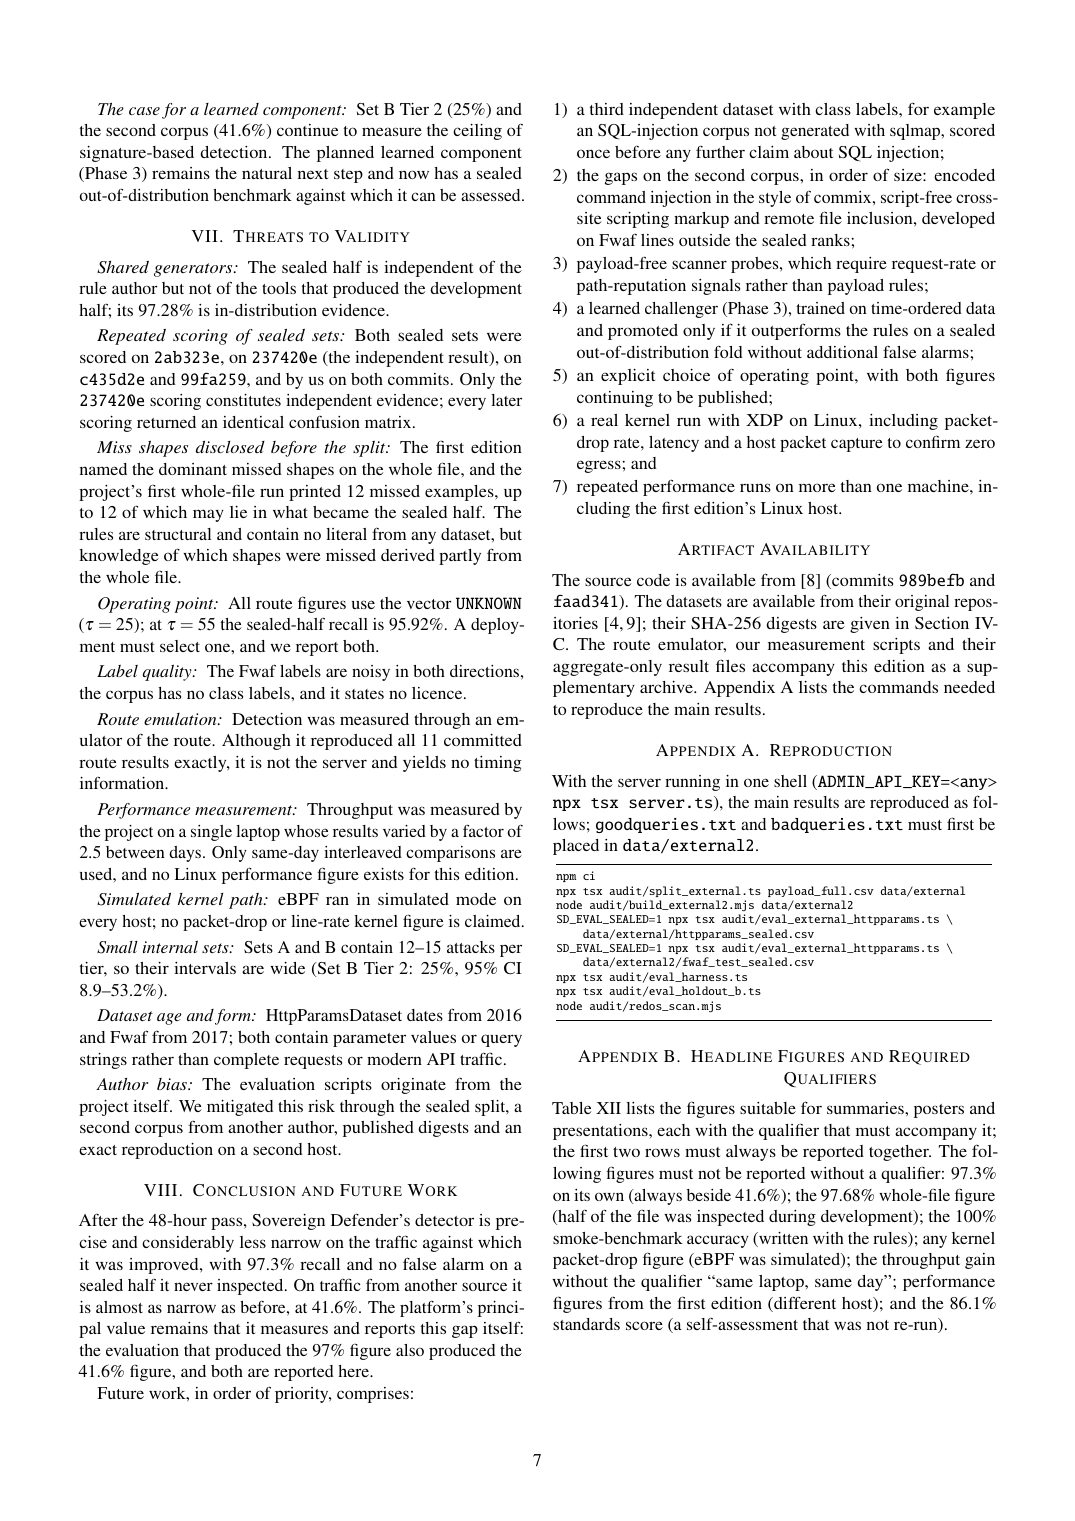 The case for a learned component: Set B Tier 2 (25%) and
the second corpus (41.6%) continue to measure the ceiling of
signature-based detection. The planned learned component
(Phase 3) remains the natural next step and now has a sealed
out-of-distribution benchmark against which it can be assessed.
VII. THREATS TO VALIDITY
Shared generators: The sealed half is independent of the
rule author but not of the tools that produced the development
half; its 97.28% is in-distribution evidence.
Repeated scoring of sealed sets: Both sealed sets were
scored on 2ab323e, on 237420e (the independent result), on
c435d2e and 99fa259, and by us on both commits. Only the
237420e scoring constitutes independent evidence; every later
scoring returned an identical confusion matrix.
Miss shapes disclosed before the split: The first edition
named the dominant missed shapes on the whole file, and the
project's first whole-file run printed 12 missed examples, up
to 12 of which may lie in what became the sealed half. The
rules are structural and contain no literal from any dataset, but
knowledge of which shapes were missed derived partly from
the whole file.
Operating point: All route figures use the vector UNKNOWN
(τ = 25); at τ = 55 the sealed-half recall is 95.92%. A deploy-
ment must select one, and we report both.
Label quality: The Fwaf labels are noisy in both directions,
the corpus has no class labels, and it states no licence.
Route emulation: Detection was measured through an em-
ulator of the route. Although it reproduced all 11 committed
route results exactly, it is not the server and yields no timing
information.
Performance measurement: Throughput was measured by
the project on a single laptop whose results varied by a factor of
2.5 between days. Only same-day interleaved comparisons are
used, and no Linux performance figure exists for this edition.
Simulated kernel path: eBPF ran in simulated mode on
every host; no packet-drop or line-rate kernel figure is claimed.
Small internal sets: Sets A and B contain 12–15 attacks per
tier, so their intervals are wide (Set B Tier 2: 25%, 95% CI
8.9–53.2%).
Dataset age and form: HttpParamsDataset dates from 2016
and Fwaf from 2017; both contain parameter values or query
strings rather than complete requests or modern API traffic.
Author bias: The evaluation scripts originate from the
project itself. We mitigated this risk through the sealed split, a
second corpus from another author, published digests and an
exact reproduction on a second host.
VIII. CONCLUSION AND FUTURE WORK
After the 48-hour pass, Sovereign Defender's detector is pre-
cise and considerably less narrow on the traffic against which
it was improved, with 97.3% recall and no false alarm on a
sealed half it never inspected. On traffic from another source it
is almost as narrow as before, at 41.6%. The platform's princi-
pal value remains that it measures and reports this gap itself:
the evaluation that produced the 97% figure also produced the
41.6% figure, and both are reported here.
Future work, in order of priority, comprises:
1) a third independent dataset with class labels, for example
an SQL-injection corpus not generated with sqlmap, scored
once before any further claim about SQL injection;
2) the gaps on the second corpus, in order of size: encoded
command injection in the style of commix, script-free cross-
site scripting markup and remote file inclusion, developed
on Fwaf lines outside the sealed ranks;
3) payload-free scanner probes, which require request-rate or
path-reputation signals rather than payload rules;
4) a learned challenger (Phase 3), trained on time-ordered data
and promoted only if it outperforms the rules on a sealed
out-of-distribution fold without additional false alarms;
5) an explicit choice of operating point, with both figures
continuing to be published;
6) a real kernel run with XDP on Linux, including packet-
drop rate, latency and a host packet capture to confirm zero
egress; and
7) repeated performance runs on more than one machine, in-
cluding the first edition's Linux host.
ARTIFACT AVAILABILITY
The source code is available from [8] (commits 989befb and
faad341). The datasets are available from their original repos-
itories [4, 9]; their SHA-256 digests are given in Section IV-
C. The route emulator, our measurement scripts and their
aggregate-only result files accompany this edition as a sup-
plementary archive. Appendix A lists the commands needed
to reproduce the main results.
APPENDIX A. REPRODUCTION
With the server running in one shell (ADMIN_API_KEY=<any>
npx tsx server.ts), the main results are reproduced as fol-
lows; goodqueries.txt and badqueries.txt must first be
placed in data/external2.
npm ci
npx tsx audit/split_external.ts payload_full.csv data/external
node audit/build_external2.mjs data/external2
SD_EVAL_SEALED=1 npx tsx audit/eval_external_httpparams.ts \
data/external/httpparams_sealed.csv
SD_EVAL_SEALED=1 npx tsx audit/eval_external_httpparams.ts \
data/external2/fwaf_test_sealed.csv
npx tsx audit/eval_harness.ts
npx tsx audit/eval_holdout_b.ts
node audit/redos_scan.mjs
APPENDIX B. HEADLINE FIGURES AND REQUIRED
QUALIFIERS
Table XII lists the figures suitable for summaries, posters and
presentations, each with the qualifier that must accompany it;
the first two rows must always be reported together. The fol-
lowing figures must not be reported without a qualifier: 97.3%
on its own (always beside 41.6%); the 97.68% whole-file figure
(half of the file was inspected during development); the 100%
smoke-benchmark accuracy (written with the rules); any kernel
packet-drop figure (eBPF was simulated); the throughput gain
without the qualifier “same laptop, same day”; performance
figures from the first edition (different host); and the 86.1%
standards score (a self-assessment that was not re-run).
7